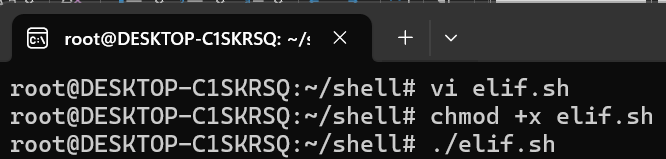 root@DESKTOP-C1SKRSQ: ~/s
root@DESKTOP-C1SKRSQ:~/shell# vi elif.sh
root@DESKTOP-C1SKRSQ:~/shell# chmod +x elif.sh
root@DESKTOP-C1SKRSQ:~/shell# ./elif.sh